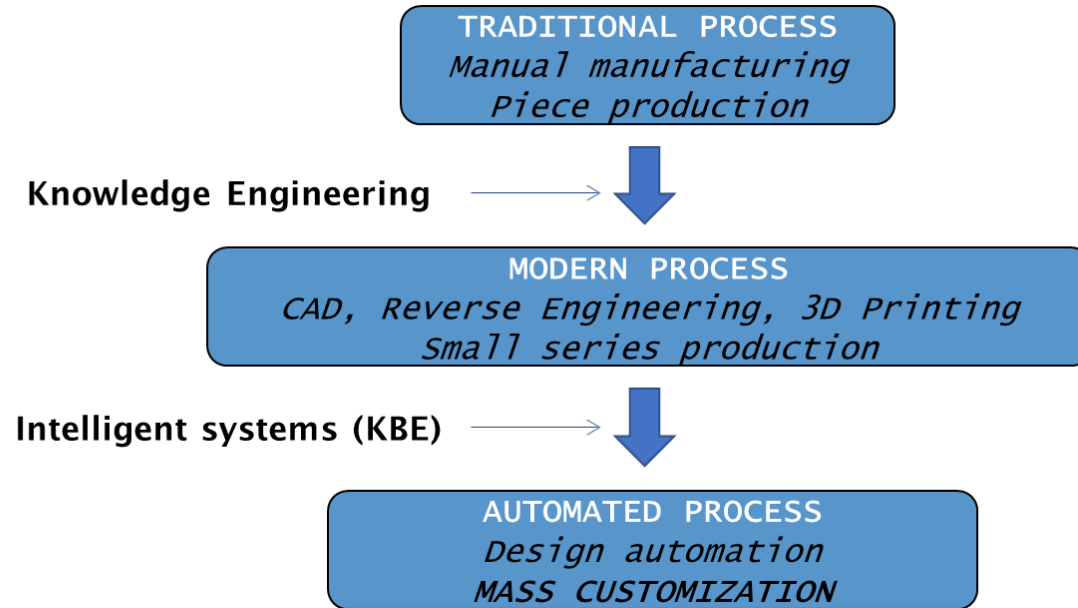 TRADITIONAL PROCESS
Manual manufacturing
Piece production
Knowledge Engineering
MODERN PROCESS
CAD, Reverse Engineering, 3D Printing
Small series production
Intelligent systems (KBE)
AUTOMATED PROCESS
Design automation
MASS CUSTOMIZATION